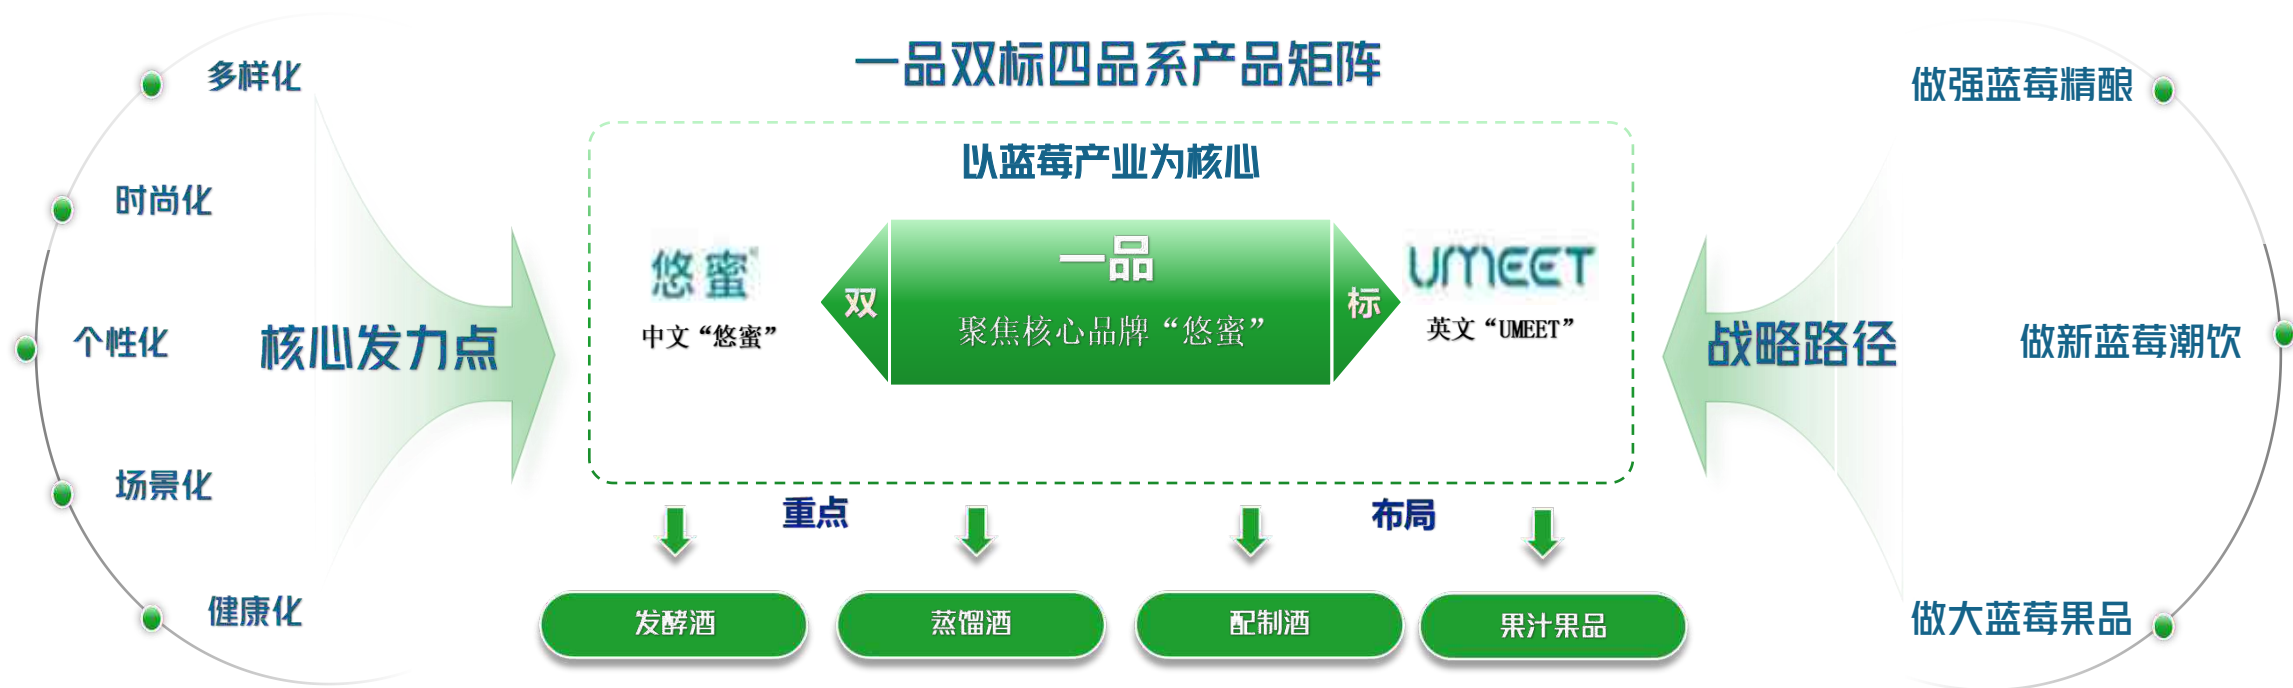 一品双标四品系产品矩阵
多样化
时尚化
个性化
场景化
健康化
核心发力点
以蓝莓产业为核心
悠蜜
中文“悠蜜”
双
一品
聚焦核心品牌“悠蜜”
标
UMEET
英文“UMEET”
重点
布局
发酵酒
蒸馏酒
配制酒
果汁果品
战略路径
做强蓝莓精酿
做新蓝莓潮饮
做大蓝莓果品